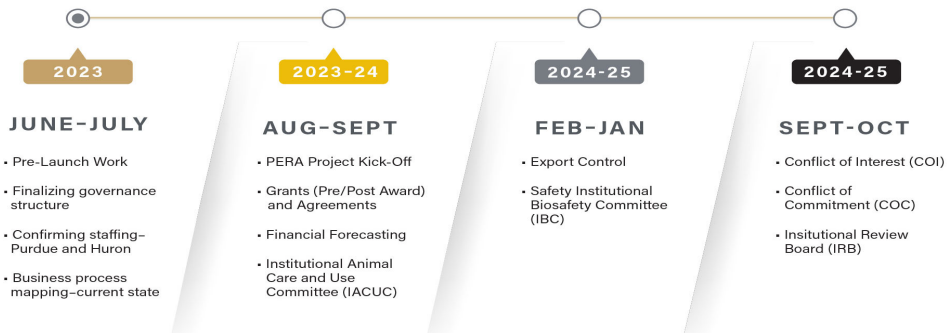 2023
JUNE–JULY
▪ Pre-Launch Work
▪ Finalizing governance
structure
▪ Confirming staffing–
Purdue and Huron
▪ Business process
mapping–current state
2023–24
AUG–SEPT
▪ PERA Project Kick-Off
▪ Grants (Pre/Post Award)
and Agreements
▪ Financial Forecasting
▪ Institutional Animal
Care and Use
Committee (IACUC)
2024-25
FEB–JAN
▪ Export Control
▪ Safety Institutional
Biosafety Committee
(IBC)
2024-25
SEPT-OCT
▪ Conflict of Interest (COI)
▪ Conflict of
Commitment (COC)
▪ Insitutional Review
Board (IRB)